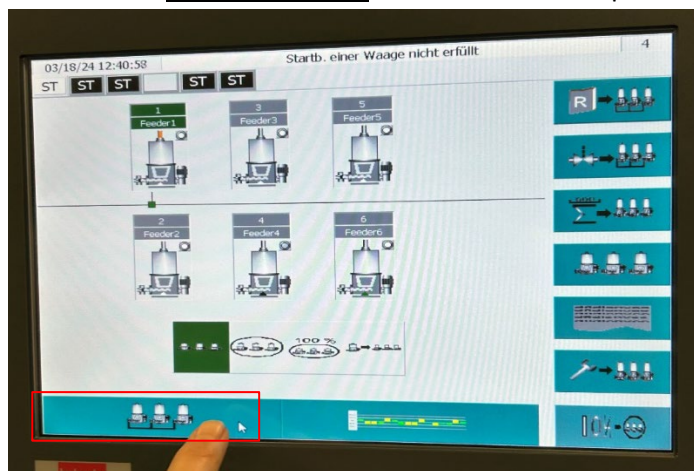 03/18/24 12:40:58
Startb. einer Waage nicht erfüllt
4
ST ST ST ST ST
1
Feeder1
3
Feeder3
5
Feeder5
R
2
Feeder2
4
Feeder4
6
Feeder6
100 %
Σ